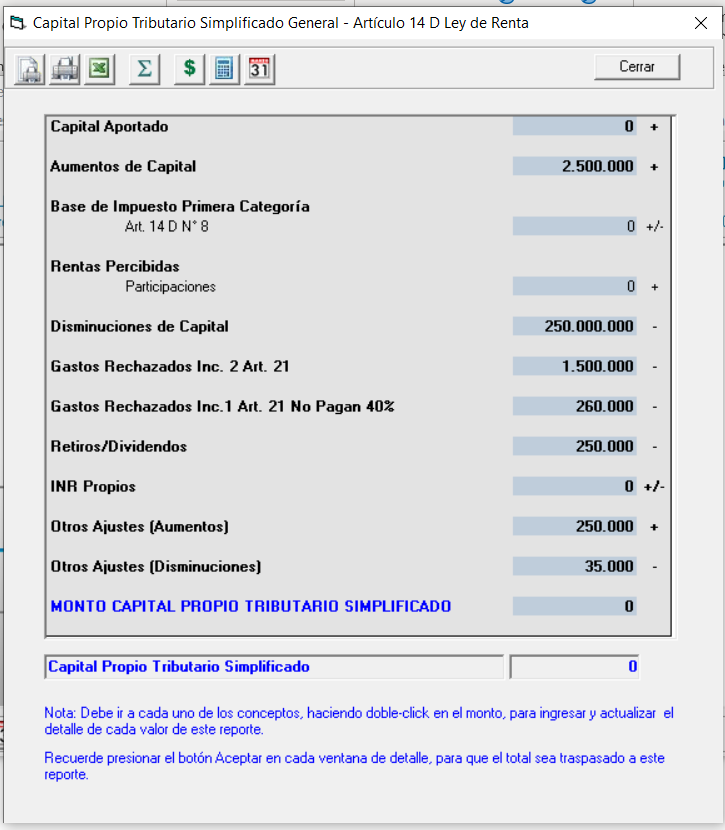 Capital Propio Tributario Simplificado General - Artículo 14 D Ley de Renta
Σ $ 31 Cerrar
Capital Aportado 0 +
Aumentos de Capital 2.500.000 +
Base de Impuesto Primera Categoría
Art. 14 D N° 8 0 +/-
Rentas Percibidas
Participaciones 0 +
Disminuciones de Capital 250.000.000 -
Gastos Rechazados Inc. 2 Art. 21 1.500.000 -
Gastos Rechazados Inc.1 Art. 21 No Pagan 40% 260.000 -
Retiros/Dividendos 250.000 -
INR Propios 0 +/-
Otros Ajustes (Aumentos) 250.000 +
Otros Ajustes (Disminuciones) 35.000 -
MONTO CAPITAL PROPIO TRIBUTARIO SIMPLIFICADO 0
Capital Propio Tributario Simplificado 0
Nota: Debe ir a cada uno de los conceptos, haciendo doble-click en el monto, para ingresar y actualizar el
detalle de cada valor de este reporte.
Recuerde presionar el botón Aceptar en cada ventana de detalle, para que el total sea traspasado a este
reporte.